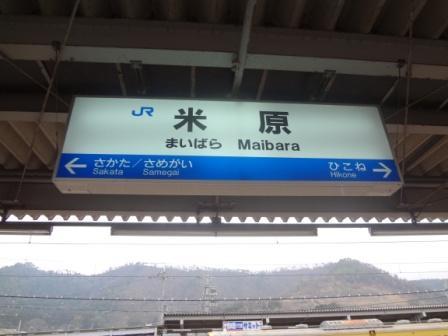 JR 米原
まいばら Maibara
← さかた／さめがい ひこね →
Sakata Samegai Hikone